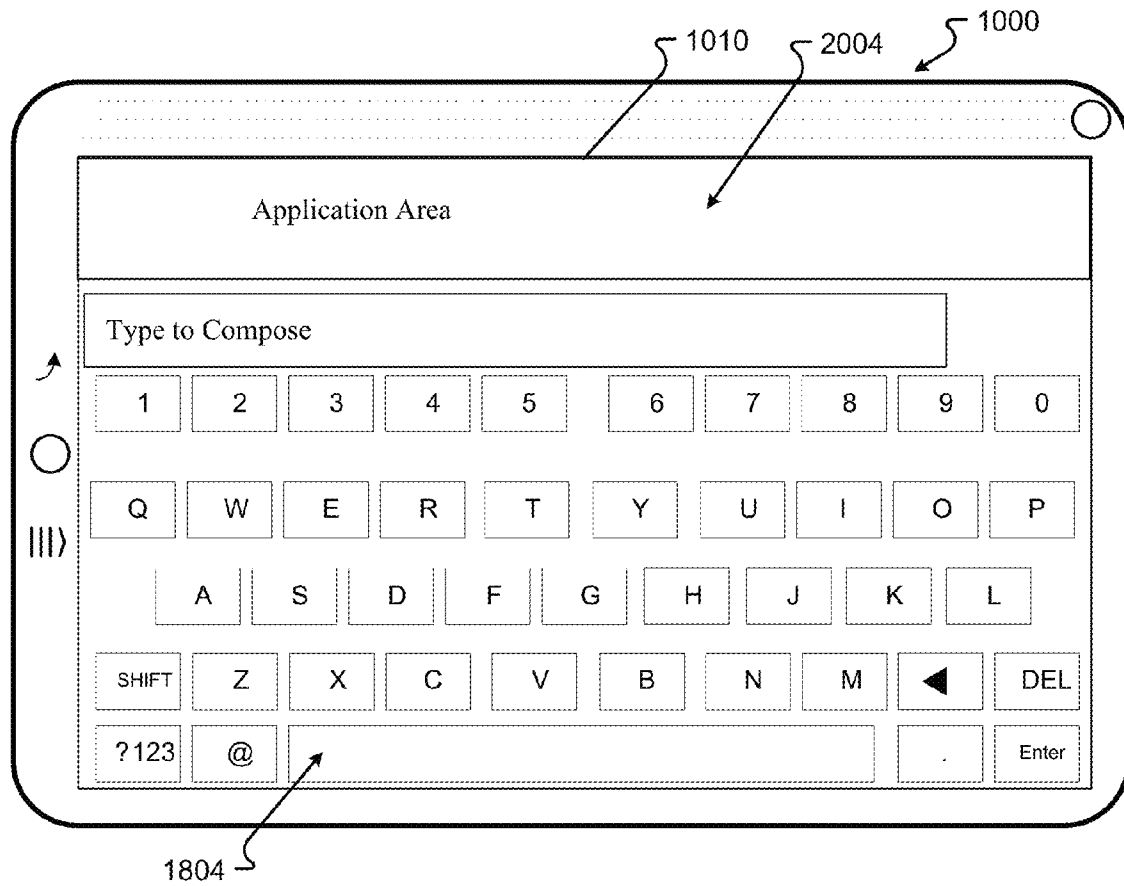 1000
1010 2004
Application Area
Type to Compose
1 2 3 4 5 6 7 8 9 0
Q W E R T Y U I O P
A S D F G H J K L
SHIFT Z X C V B N M DEL
?123 @ . Enter
1804